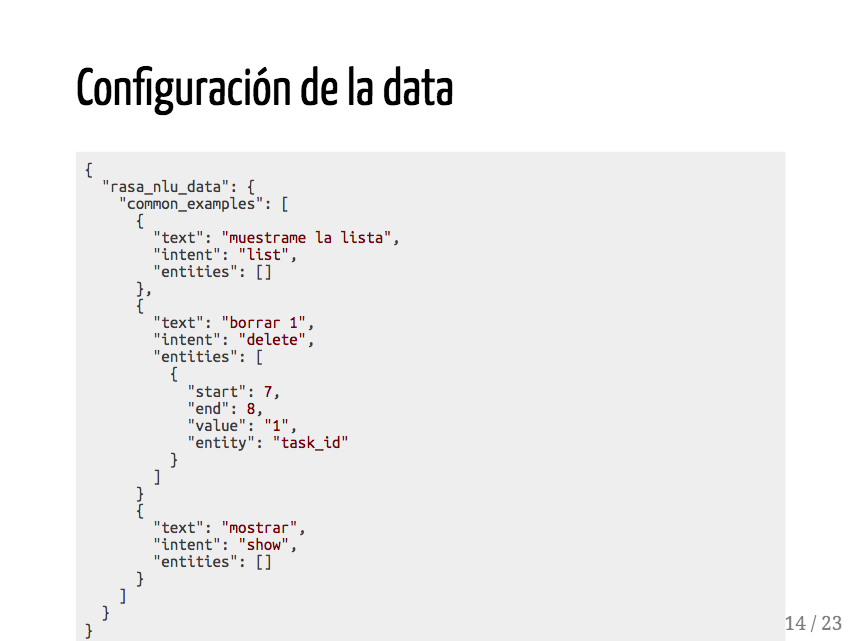 Configuración de la data
{
  "rasa_nlu_data": {
    "common_examples": [
      {
        "text": "muestrame la lista",
        "intent": "list",
        "entities": []
      },
      {
        "text": "borrar 1",
        "intent": "delete",
        "entities": [
          {
            "start": 7,
            "end": 8,
            "value": "1",
            "entity": "task_id"
          }
        ]
      }
      {
        "text": "mostrar",
        "intent": "show",
        "entities": []
      }
    ]
  }
}
14 / 23